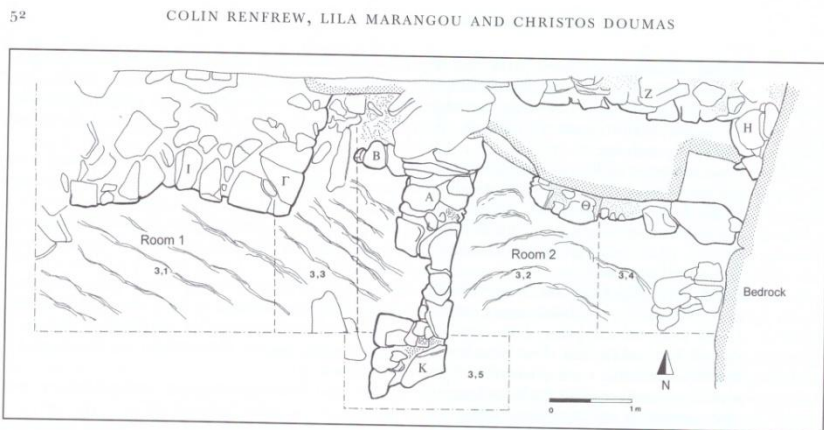 52
COLIN RENFREW, LILA MARANGOU AND CHRISTOS DOUMAS
Z
H
B
I
Γ
A
Θ
Room 1
Room 2
3,1
3,3
3,2
3,4
Bedrock
K
3,5
N
0
1m